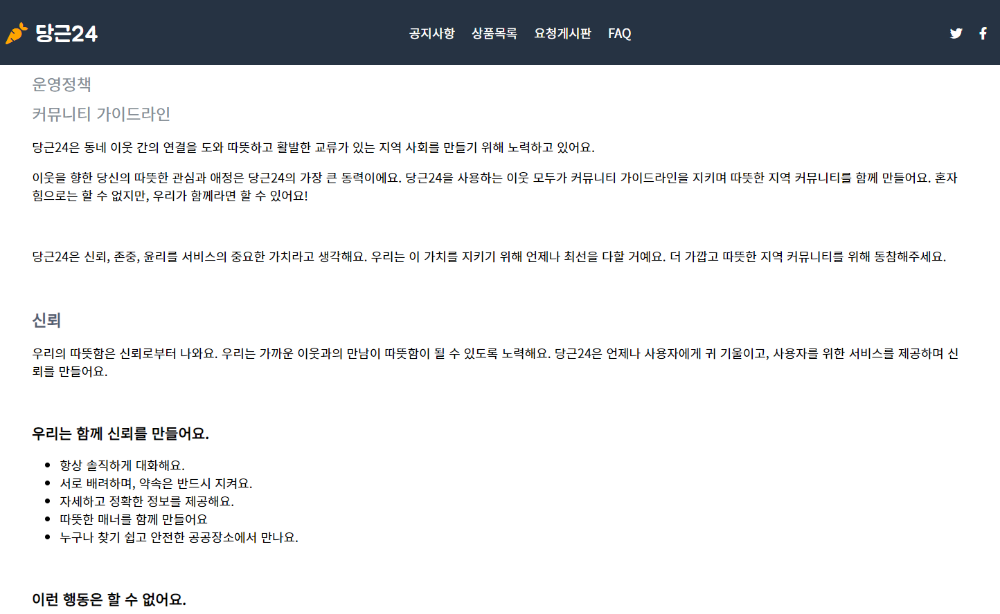 당근24
공지사항 상품목록 요청게시판 FAQ
운영정책
커뮤니티 가이드라인
당근24은 동네 이웃 간의 연결을 도와 따뜻하고 활발한 교류가 있는 지역 사회를 만들기 위해 노력하고 있어요.
이웃을 향한 당신의 따뜻한 관심과 애정은 당근24의 가장 큰 동력이에요. 당근24을 사용하는 이웃 모두가 커뮤니티 가이드라인을 지키며 따뜻한 지역 커뮤니티를 함께 만들어요. 혼자
힘으로는 할 수 없지만, 우리가 함께라면 할 수 있어요!
당근24은 신뢰, 존중, 윤리를 서비스의 중요한 가치라고 생각해요. 우리는 이 가치를 지키기 위해 언제나 최선을 다할 거예요. 더 가깝고 따뜻한 지역 커뮤니티를 위해 동참해주세요.
신뢰
우리의 따뜻함은 신뢰로부터 나와요. 우리는 가까운 이웃과의 만남이 따뜻함이 될 수 있도록 노력해요. 당근24은 언제나 사용자에게 귀 기울이고, 사용자를 위한 서비스를 제공하며 신
뢰를 만들어요.
우리는 함께 신뢰를 만들어요.
• 항상 솔직하게 대화해요.
• 서로 배려하며, 약속은 반드시 지켜요.
• 자세하고 정확한 정보를 제공해요.
• 따뜻한 매너를 함께 만들어요
• 누구나 찾기 쉽고 안전한 공공장소에서 만나요.
이런 행동은 할 수 없어요.